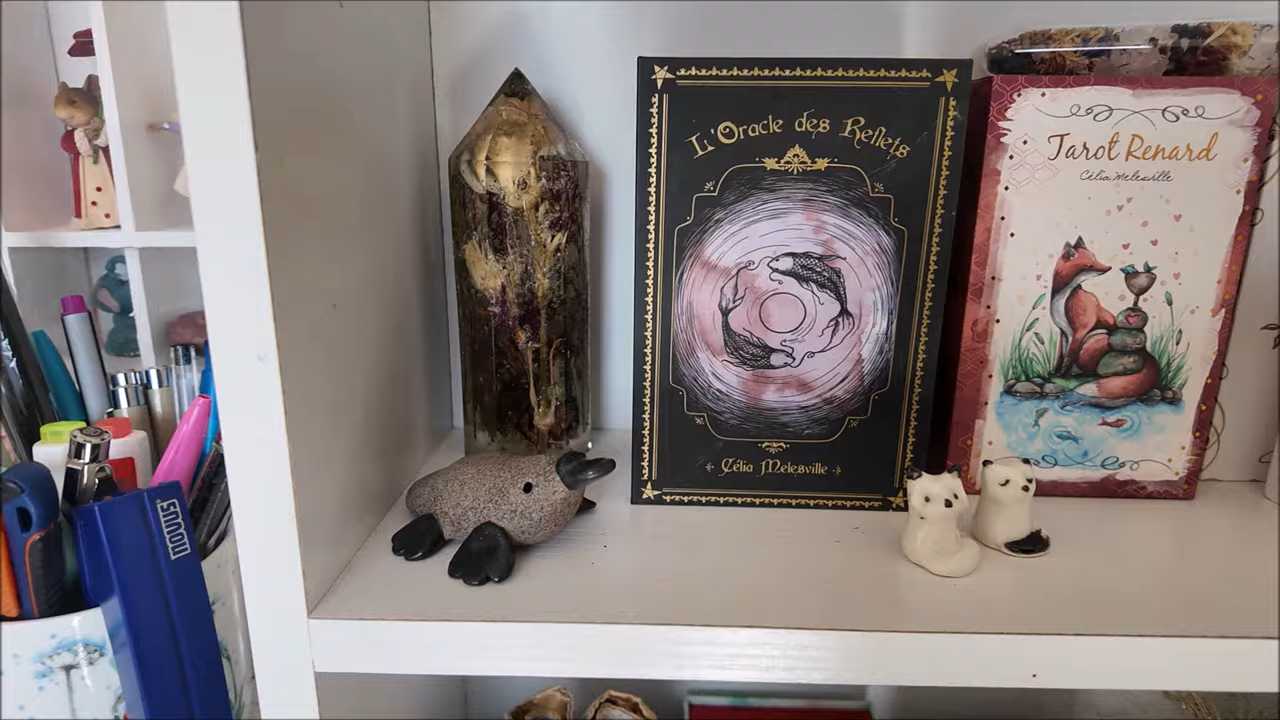 L'Oracle des Reflets
Célia Melesville
Tarot Renard
Célia Melesville
novus